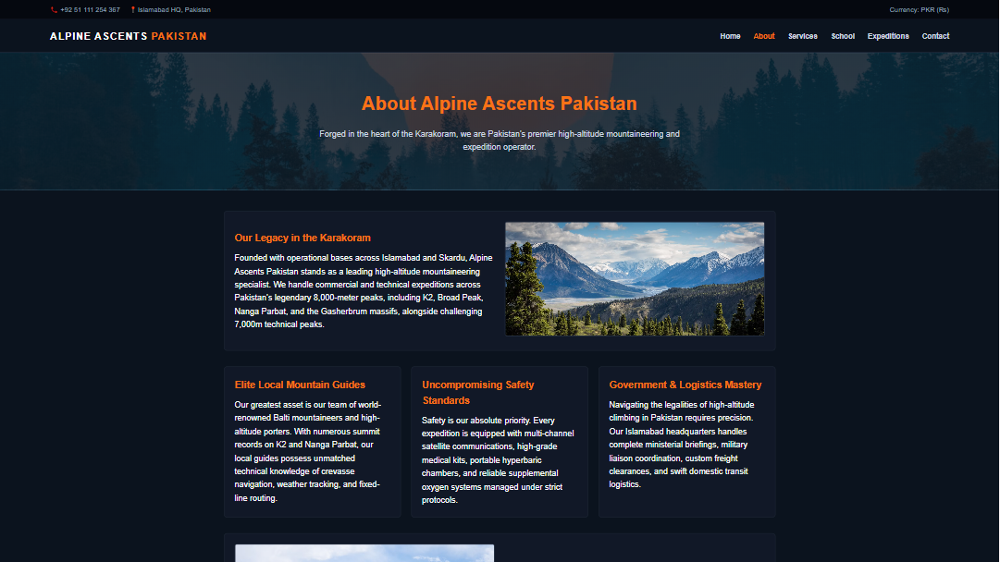 +92 51 111 254 367 Islamabad HQ, Pakistan Currency: PKR (Rs)
ALPINE ASCENTS PAKISTAN Home About Services School Expeditions Contact
About Alpine Ascents Pakistan
Forged in the heart of the Karakoram, we are Pakistan's premier high-altitude mountaineering and
expedition operator.
Our Legacy in the Karakoram
Founded with operational bases across Islamabad and Skardu, Alpine
Ascents Pakistan stands as a leading high-altitude mountaineering
specialist. We handle commercial and technical expeditions across
Pakistan's legendary 8,000-meter peaks, including K2, Broad Peak,
Nanga Parbat, and the Gasherbrum massifs, alongside challenging
7,000m technical peaks.
Elite Local Mountain Guides
Our greatest asset is our team of world-
renowned Balti mountaineers and high-
altitude porters. With numerous summit
records on K2 and Nanga Parbat, our
local guides possess unmatched
technical knowledge of crevasse
navigation, weather tracking, and fixed-
line routing.
Uncompromising Safety
Standards
Safety is our absolute priority. Every
expedition is equipped with multi-channel
satellite communications, high-grade
medical kits, portable hyperbaric
chambers, and reliable supplemental
oxygen systems managed under strict
protocols.
Government & Logistics Mastery
Navigating the legalities of high-altitude
climbing in Pakistan requires precision.
Our Islamabad headquarters handles
complete ministerial briefings, military
liaison coordination, custom freight
clearances, and swift domestic transit
logistics.